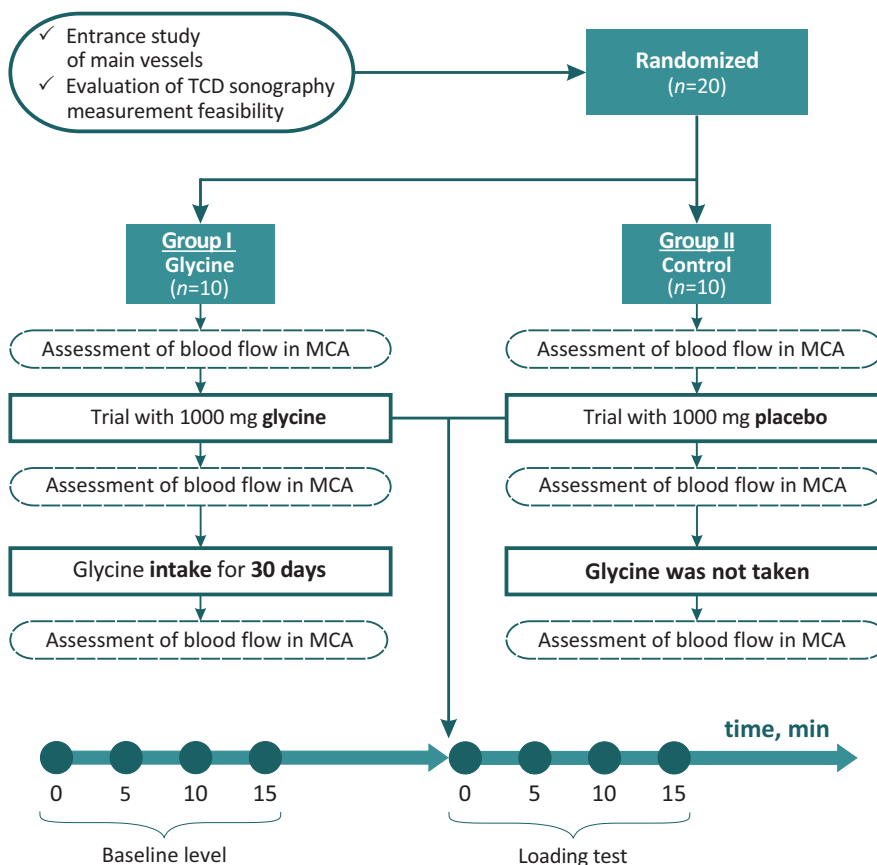 ✓ Entrance study
of main vessels
✓ Evaluation of TCD sonography
measurement feasibility
Randomized
(n=20)
Group I
Glycine
(n=10)
Group II
Control
(n=10)
Assessment of blood flow in MCA
Assessment of blood flow in MCA
Trial with 1000 mg glycine
Trial with 1000 mg placebo
Assessment of blood flow in MCA
Assessment of blood flow in MCA
Glycine intake for 30 days
Glycine was not taken
Assessment of blood flow in MCA
Assessment of blood flow in MCA
time, min
0 5 10 15 0 5 10 15
Baseline level
Loading test